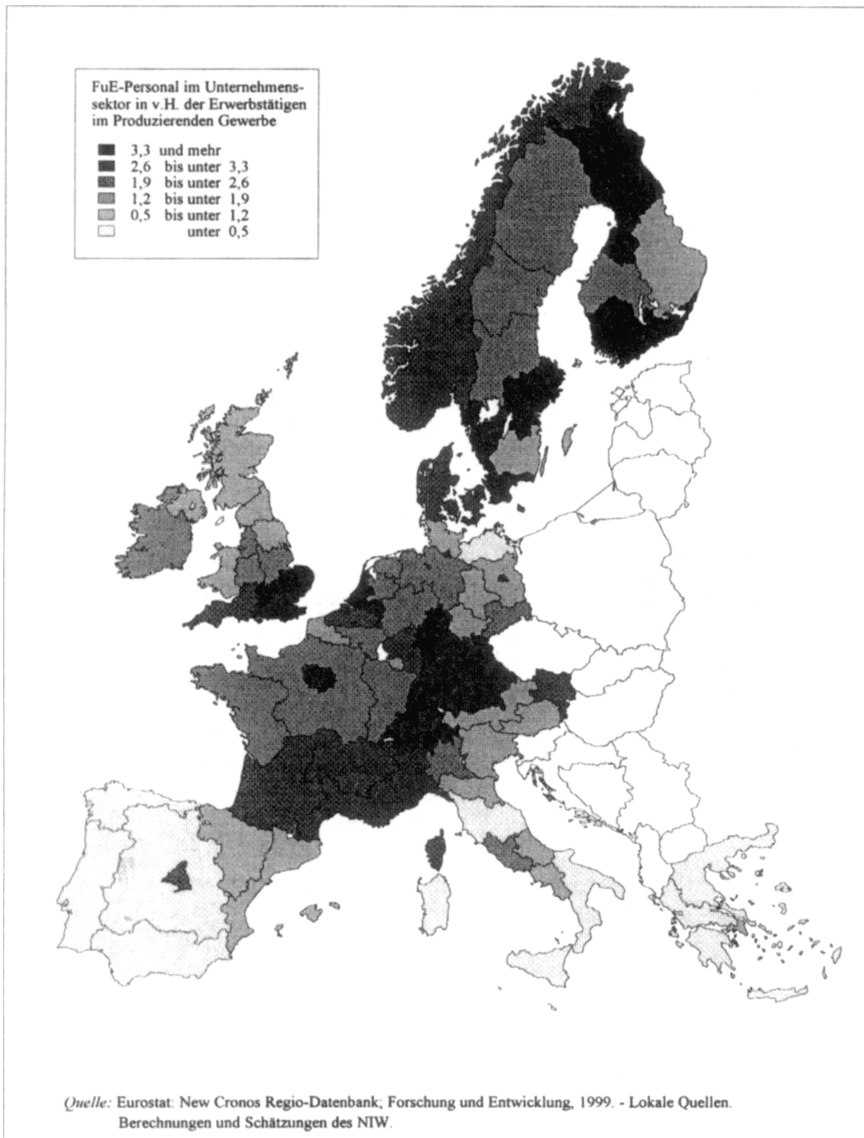 FuE-Personal im Unternehmens-
sektor in v.H. der Erwerbstätigen
im Produzierenden Gewerbe
3,3 und mehr
2,6 bis unter 3,3
1,9 bis unter 2,6
1,2 bis unter 1,9
0,5 bis unter 1,2
unter 0,5
Quelle: Eurostat: New Cronos Regio-Datenbank; Forschung und Entwicklung, 1999. - Lokale Quellen.
Berechnungen und Schätzungen des NIW.